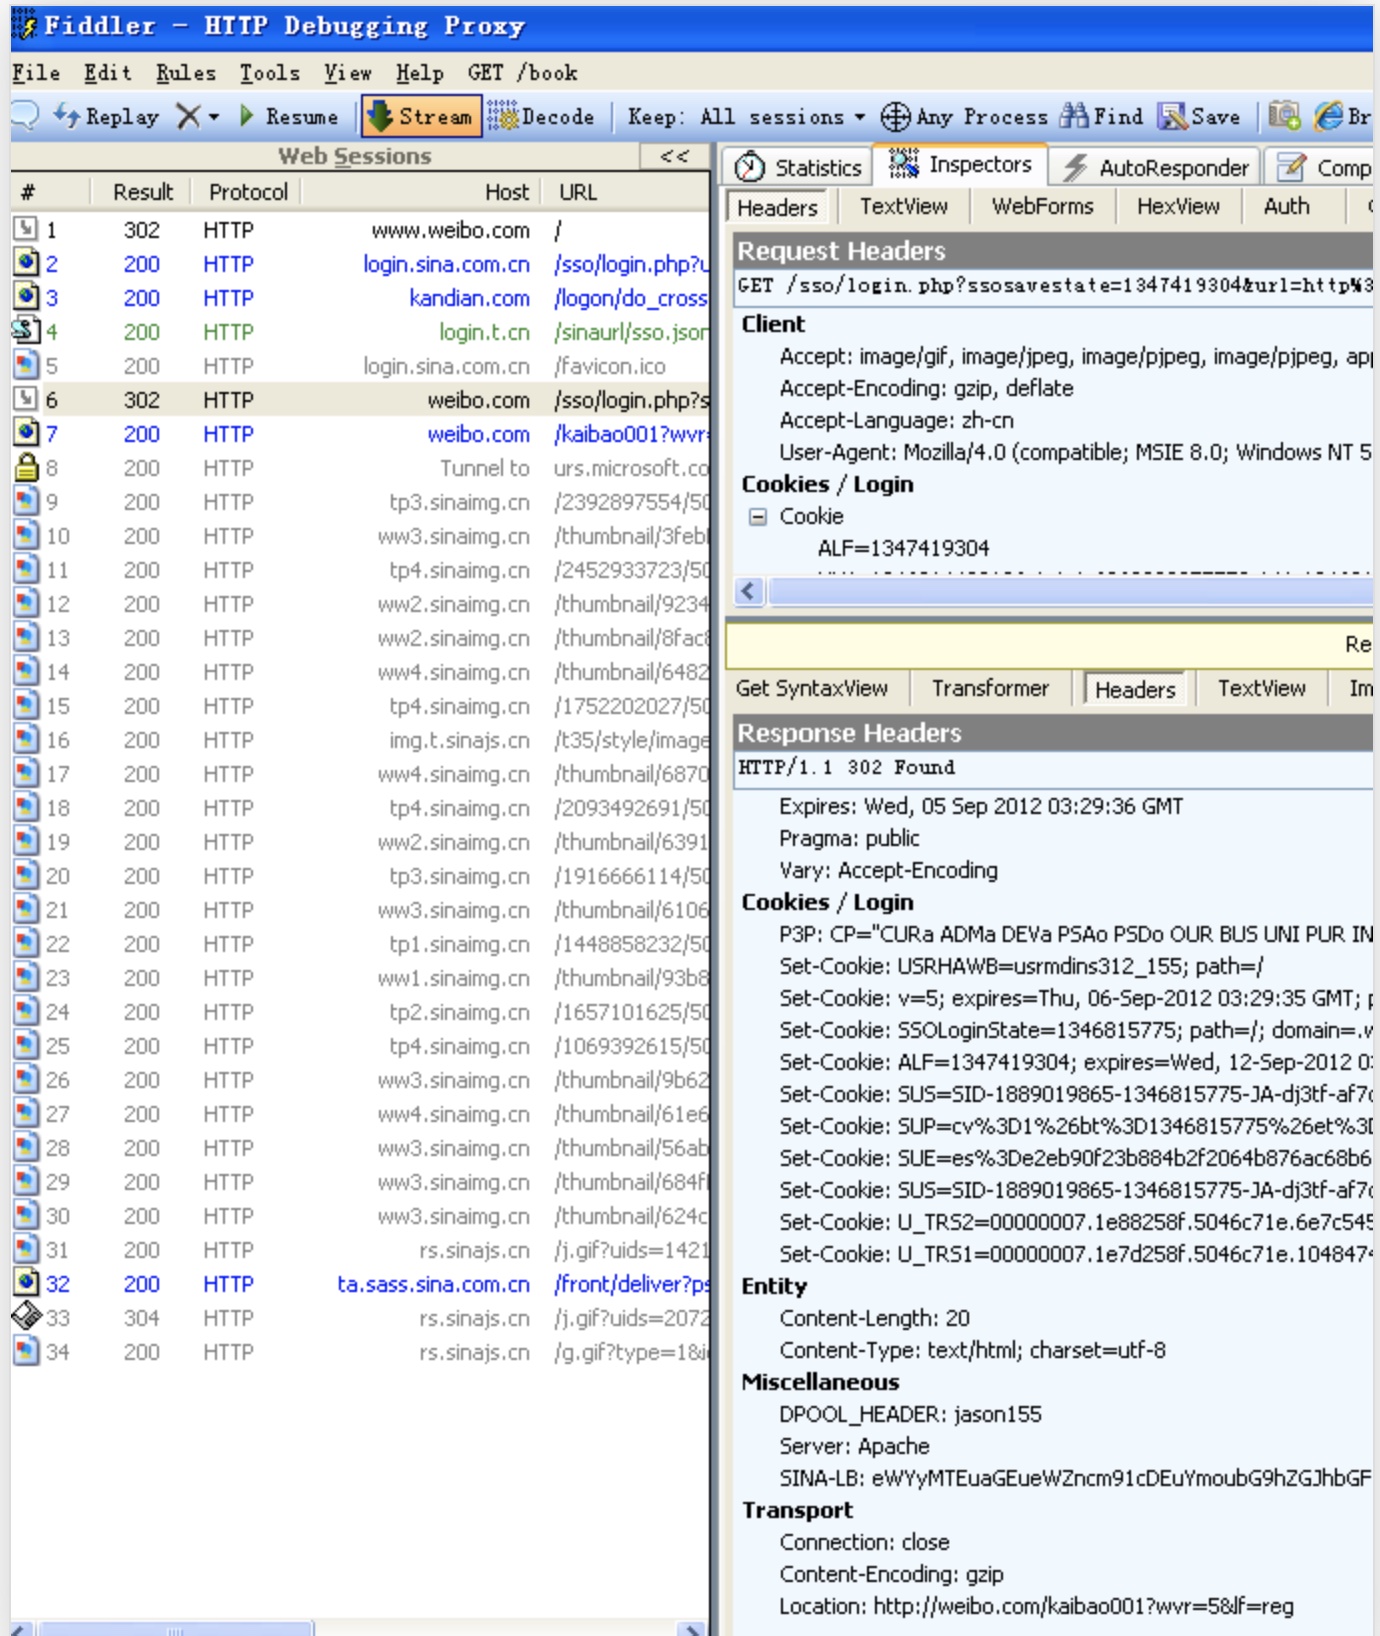 Fiddler - HTTP Debugging Proxy
File Edit Rules Tools View Help GET /book
Replay Resume Stream Decode Keep: All sessions Any Process Find Save Br
Web Sessions <<
# Result Protocol Host URL
1 302 HTTP www.weibo.com /
2 200 HTTP login.sina.com.cn /sso/login.php?u
3 200 HTTP kandian.com /logon/do_cross
4 200 HTTP login.t.cn /sinaurl/sso.json
5 200 HTTP login.sina.com.cn /favicon.ico
6 302 HTTP weibo.com /sso/login.php?s
7 200 HTTP weibo.com /kaibao001?wvr=
8 200 HTTP Tunnel to urs.microsoft.co
9 200 HTTP tp3.sinaimg.cn /2392897554/50
10 200 HTTP ww3.sinaimg.cn /thumbnail/3febl
11 200 HTTP tp4.sinaimg.cn /2452933723/50
12 200 HTTP ww2.sinaimg.cn /thumbnail/9234
13 200 HTTP ww2.sinaimg.cn /thumbnail/8fac8
14 200 HTTP ww4.sinaimg.cn /thumbnail/6482
15 200 HTTP tp4.sinaimg.cn /1752202027/50
16 200 HTTP img.t.sinajs.cn /t35/style/image
17 200 HTTP ww4.sinaimg.cn /thumbnail/6870
18 200 HTTP tp4.sinaimg.cn /2093492691/50
19 200 HTTP ww2.sinaimg.cn /thumbnail/6391
20 200 HTTP tp3.sinaimg.cn /1916666114/50
21 200 HTTP ww3.sinaimg.cn /thumbnail/6106
22 200 HTTP tp1.sinaimg.cn /1448858232/50
23 200 HTTP ww1.sinaimg.cn /thumbnail/93b8
24 200 HTTP tp2.sinaimg.cn /1657101625/50
25 200 HTTP tp4.sinaimg.cn /1069392615/50
26 200 HTTP ww3.sinaimg.cn /thumbnail/9b62
27 200 HTTP ww4.sinaimg.cn /thumbnail/61e6
28 200 HTTP ww3.sinaimg.cn /thumbnail/56ab
29 200 HTTP ww3.sinaimg.cn /thumbnail/684fl
30 200 HTTP ww3.sinaimg.cn /thumbnail/624c
31 200 HTTP rs.sinajs.cn /j.gif?uids=1421
32 200 HTTP ta.sass.sina.com.cn /front/deliver?ps
33 304 HTTP rs.sinajs.cn /j.gif?uids=2072
34 200 HTTP rs.sinajs.cn /g.gif?type=1&i
Statistics Inspectors AutoResponder Comp
Headers TextView WebForms HexView Auth
Request Headers
GET /sso/login.php?ssosavestate=1347419304&url=http%3
Client
Accept: image/gif, image/jpeg, image/pjpeg, image/pjpeg, app
Accept-Encoding: gzip, deflate
Accept-Language: zh-cn
User-Agent: Mozilla/4.0 (compatible; MSIE 8.0; Windows NT 5
Cookies / Login
Cookie
ALF=1347419304
Re
Get SyntaxView Transformer Headers TextView Im
Response Headers
HTTP/1.1 302 Found
Expires: Wed, 05 Sep 2012 03:29:36 GMT
Pragma: public
Vary: Accept-Encoding
Cookies / Login
P3P: CP="CURa ADMa DEVa PSAo PSDo OUR BUS UNI PUR IN
Set-Cookie: USRHAWB=usrmdins312_155; path=/
Set-Cookie: v=5; expires=Thu, 06-Sep-2012 03:29:35 GMT; p
Set-Cookie: SSOLoginState=1346815775; path=/; domain=.w
Set-Cookie: ALF=1347419304; expires=Wed, 12-Sep-2012 03
Set-Cookie: SUS=SID-1889019865-1346815775-JA-dj3tf-af7c
Set-Cookie: SUP=cv%3D1%26bt%3D1346815775%26et%3D
Set-Cookie: SUE=es%3De2eb90f23b884b2f2064b876ac68b6
Set-Cookie: SUS=SID-1889019865-1346815775-JA-dj3tf-af7c
Set-Cookie: U_TRS2=00000007.1e88258f.5046c71e.6e7c545
Set-Cookie: U_TRS1=00000007.1e7d258f.5046c71e.1048474
Entity
Content-Length: 20
Content-Type: text/html; charset=utf-8
Miscellaneous
DPOOL_HEADER: jason155
Server: Apache
SINA-LB: eWYyMTEuaGEueWZncm91cDEuYmoubG9hZGJhbGF
Transport
Connection: close
Content-Encoding: gzip
Location: http://weibo.com/kaibao001?wvr=5&lf=reg